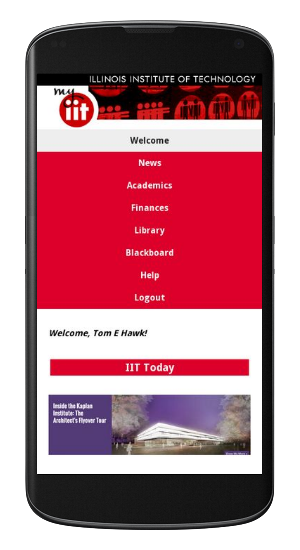 ILLINOIS INSTITUTE OF TECHNOLOGY
my
iit
Welcome
News
Academics
Finances
Library
Blackboard
Help
Logout
Welcome, Tom E Hawk!
IIT Today
Inside the Kaplan
Institute: The
Architect's Flyover Tour